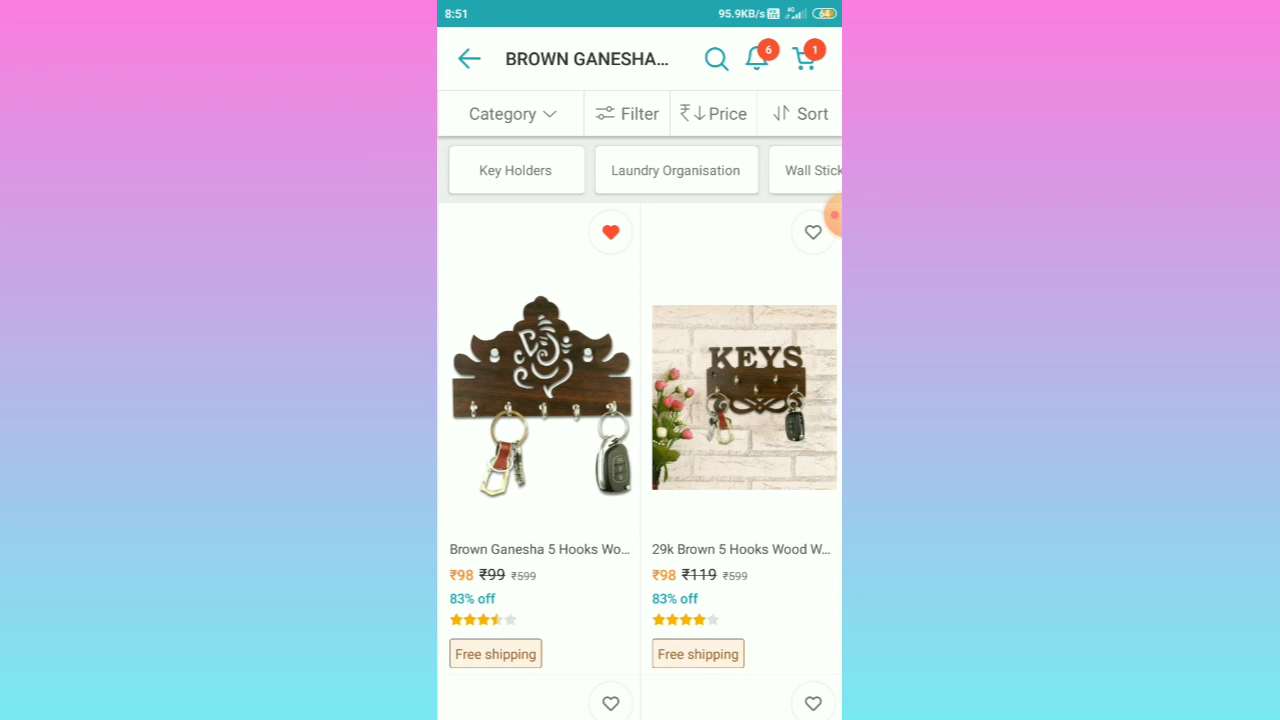 8:51 95.9KB/s 4G 64
BROWN GANESHA... 6 1
Category Filter ₹ Price Sort
Key Holders Laundry Organisation Wall Stick
KEYS
Brown Ganesha 5 Hooks Wo... 29k Brown 5 Hooks Wood W...
₹98 ₹99 ₹599 ₹98 ₹119 ₹599
83% off 83% off
Free shipping Free shipping